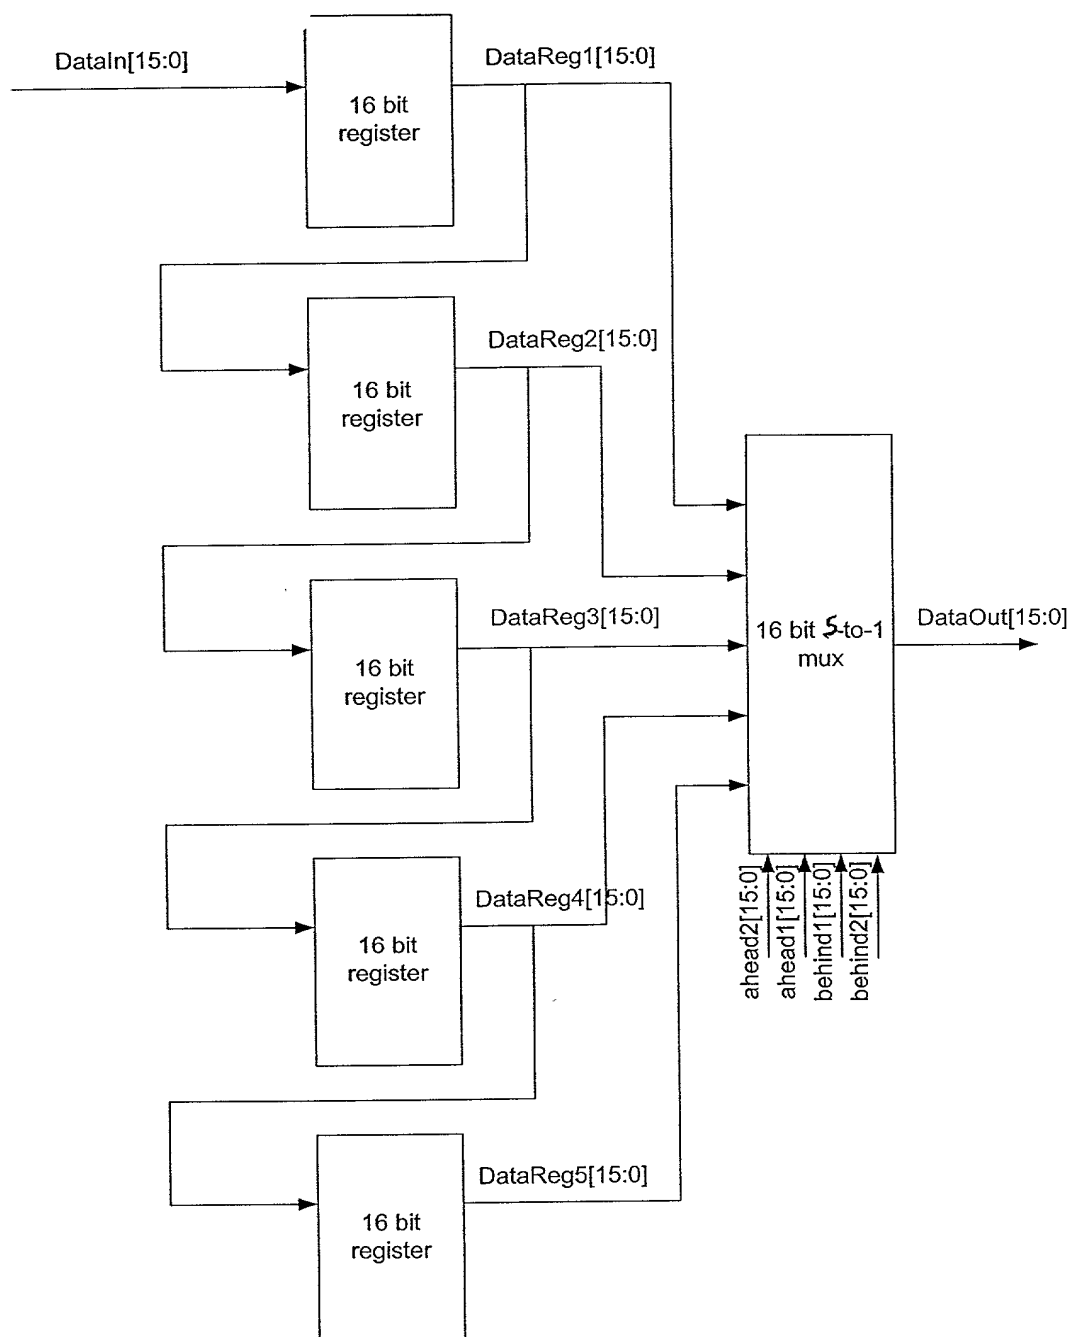 DataIn[15:0]
16 bit
register
DataReg1[15:0]
16 bit
register
DataReg2[15:0]
16 bit
register
DataReg3[15:0]
16 bit 5-to-1
mux
DataOut[15:0]
ahead2[15:0]
ahead1[15:0]
behind1[15:0]
behind2[15:0]
16 bit
register
DataReg4[15:0]
16 bit
register
DataReg5[15:0]